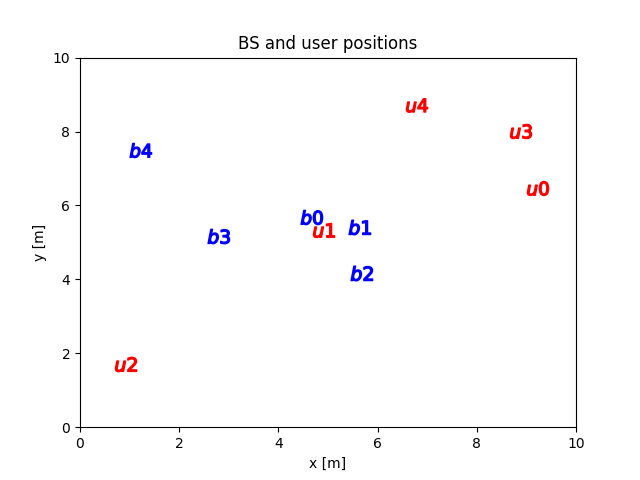 BS and user positions
10
8
6
4
2
0
y [m]
u4
u3
b4
u0
b0
u1
b1
b3
b2
u2
0 2 4 6 8 10
x [m]